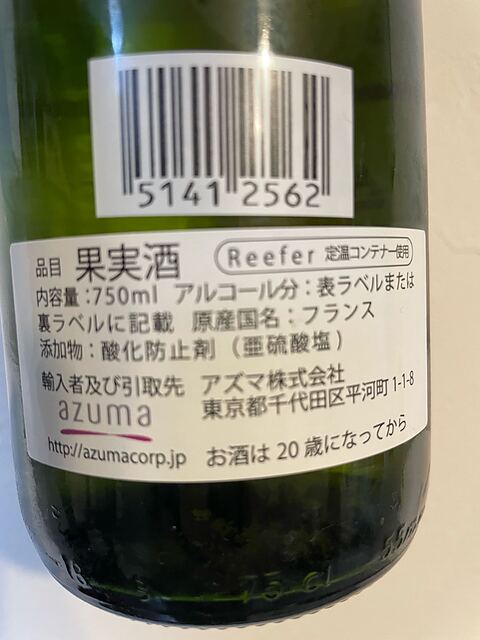 5141 2562
品目 果実酒 Reefer 定温コンテナー使用
内容量:750ml アルコール分:表ラベルまたは
裏ラベルに記載 原産国名:フランス
添加物:酸化防止剤(亜硫酸塩)
輸入者及び引取先 アズマ株式会社
azuma 東京都千代田区平河町1-1-8
http://azumacorp.jp お酒は20歳になってから